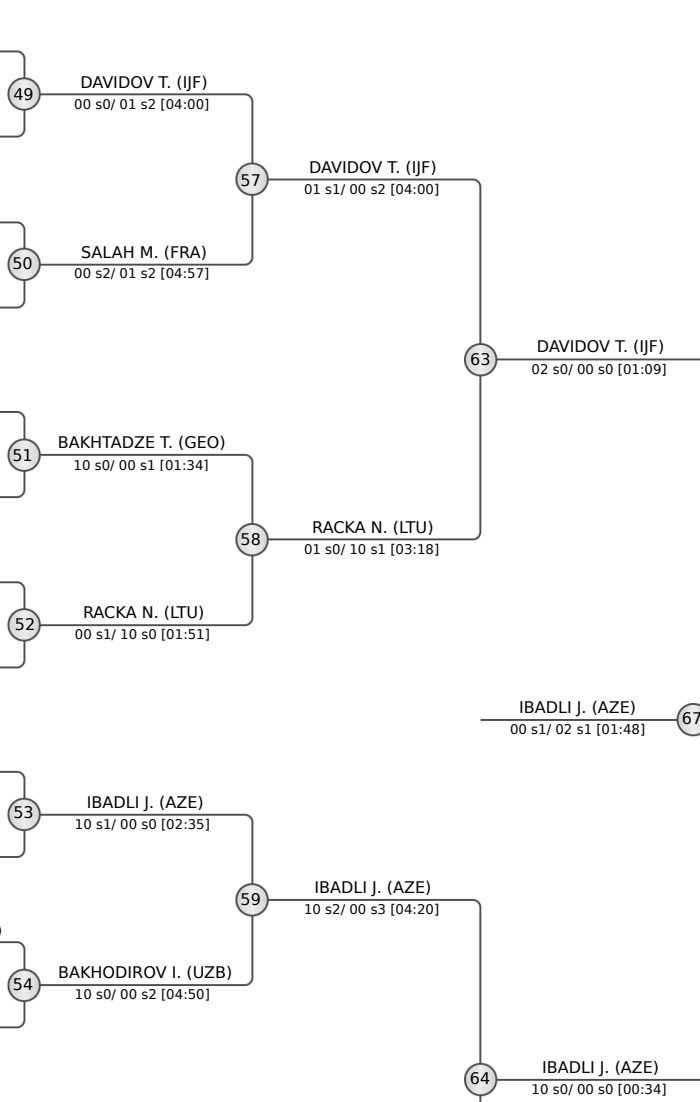 DAVIDOV T. (IJF)
49
00 s0/ 01 s2 [04:00]
DAVIDOV T. (IJF)
57
01 s1/ 00 s2 [04:00]
SALAH M. (FRA)
50
00 s2/ 01 s2 [04:57]
DAVIDOV T. (IJF)
63
02 s0/ 00 s0 [01:09]
BAKHTADZE T. (GEO)
51
10 s0/ 00 s1 [01:34]
RACKA N. (LTU)
58
01 s0/ 10 s1 [03:18]
RACKA N. (LTU)
52
00 s1/ 10 s0 [01:51]
IBADLI J. (AZE)
67
00 s1/ 02 s1 [01:48]
IBADLI J. (AZE)
53
10 s1/ 00 s0 [02:35]
IBADLI J. (AZE)
59
10 s2/ 00 s3 [04:20]
)
BAKHODIROV I. (UZB)
54
10 s0/ 00 s2 [04:50]
IBADLI J. (AZE)
64
10 s0/ 00 s0 [00:34]